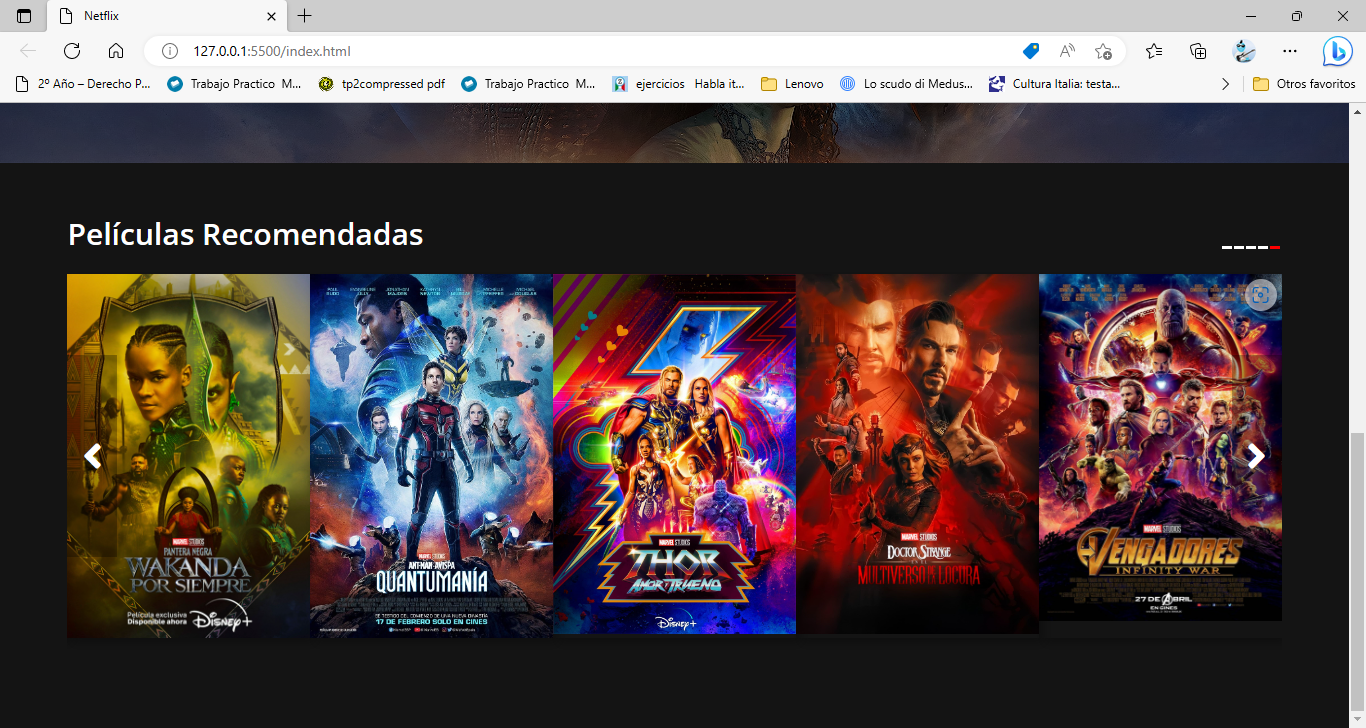 Netflix
127.0.0.1:5500/index.html
2º Año – Derecho P...
Trabajo Practico M...
tp2compressed pdf
Trabajo Practico M...
ejercicios Habla it...
Lenovo
Lo scudo di Medus...
Cultura Italia: testa...
Otros favoritos
Películas Recomendadas
MARVEL STUDIOS
PANTERA NEGRA
WAKANDA
POR SIEMPRE
Película exclusiva
Disponible ahora
Disney+
MARVEL STUDIOS
ANT-MAN AVISPA
QUANTUMANÍA
17 DE FEBRERO SOLO EN CINES
MARVEL STUDIOS
THOR
AMOR Y TRUENO
Disney+
MARVEL STUDIOS
DOCTOR STRANGE
MULTIVERSO DE LA LOCURA
MARVEL STUDIOS
VENGADORES
INFINITY WAR
27 DE ABRIL
EN CINES